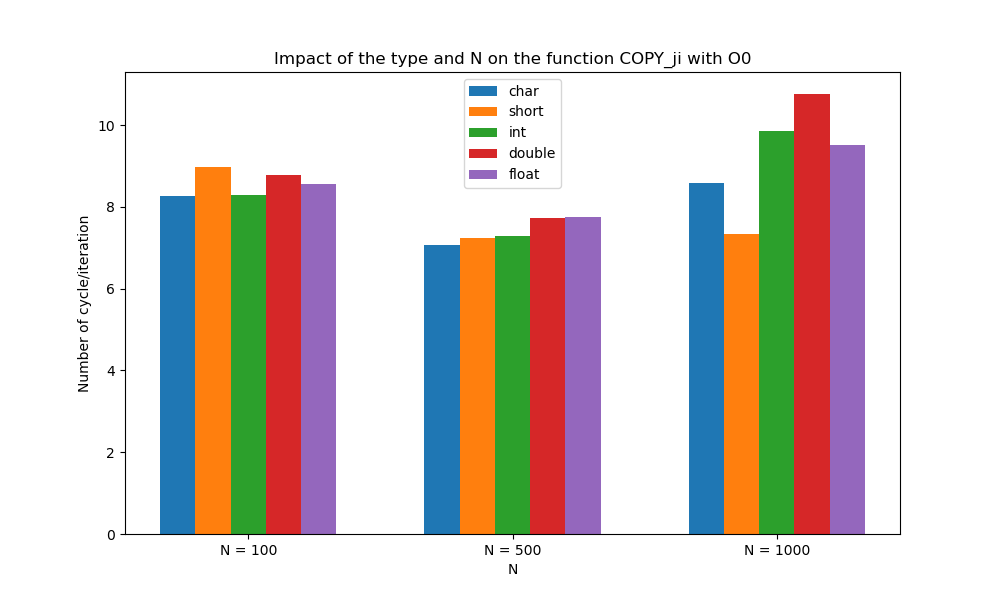 Impact of the type and N on the function COPY_ji with O0
char
short
int
double
float
Number of cycle/iteration
10
8
6
4
2
0
N = 100
N = 500
N = 1000
N